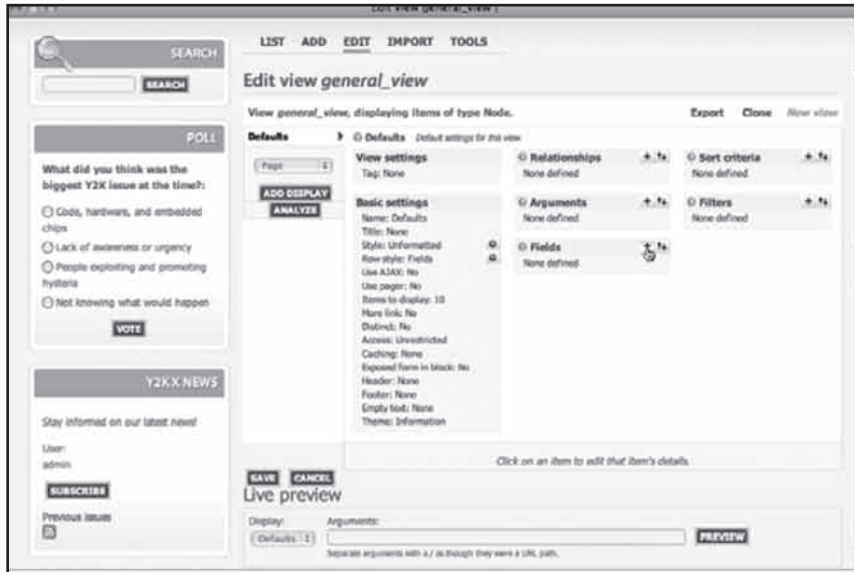 Edit view general_view |
LIST ADD EDIT IMPORT TOOLS
SEARCH
SEARCH
Edit view general_view
View general_view, displaying items of type Node.
Export Clone New view
POLL
What did you think was the
biggest Y2K issue at the time?:
Code, hardware, and embedded
chips
Lack of awareness or urgency
People exploiting and promoting
hysteria
Not knowing what would happen
VOTE
Y2KX NEWS
Stay informed on our latest news!
User:
admin
SUBSCRIBE
Previous issues
Defaults
Page
ADD DISPLAY
ANALYZE
Defaults Default settings for this view.
View settings
Tag: None
Basic settings
Name: Defaults
Title: None
Style: Unformatted
Row style: Fields
Use AJAX: No
Use pager: No
Items to display: 10
More link: No
Distinct: No
Access: Unrestricted
Caching: None
Exposed form in block: No
Header: None
Footer: None
Empty text: None
Theme: Information
Relationships
None defined
Arguments
None defined
Fields
None defined
Sort criteria
None defined
Filters
None defined
Click on an item to edit that item's details.
SAVE CANCEL
Live preview
Display:
Defaults
Arguments:
PREVIEW
Separate arguments with a / as though they were a URL path.